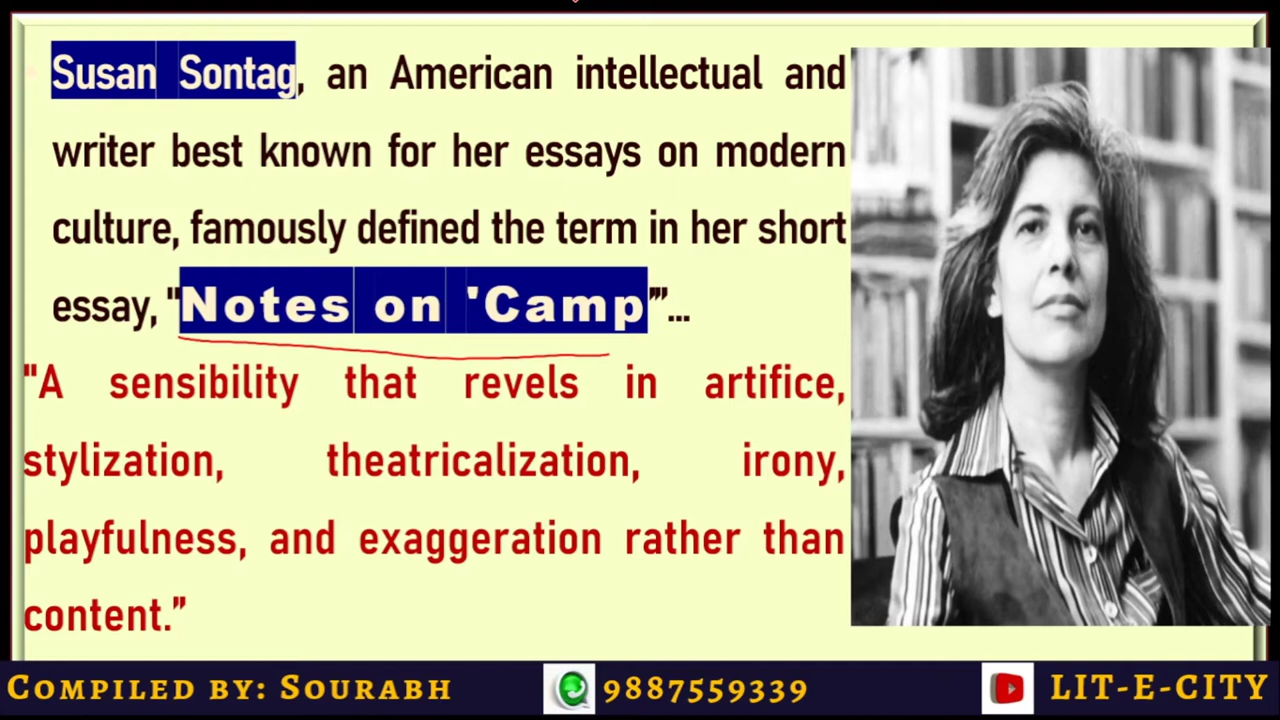 Susan Sontag, an American intellectual and
writer best known for her essays on modern
culture, famously defined the term in her short
essay, "Notes on 'Camp'"...
"A sensibility that revels in artifice,
stylization, theatricalization, irony,
playfulness, and exaggeration rather than
content.”
COMPILED BY: SOURABH 9887559339 LIT-E-CITY